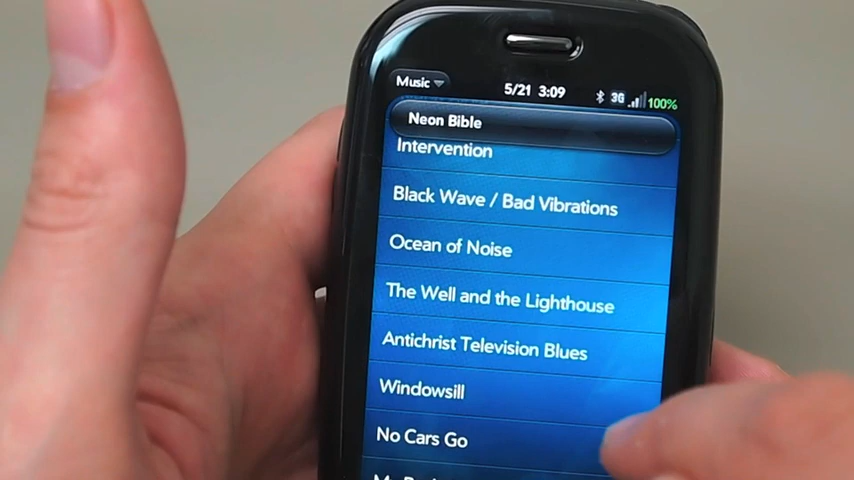 Music
5/21 3:09
3G
100%
Neon Bible
Intervention
Black Wave / Bad Vibrations
Ocean of Noise
The Well and the Lighthouse
Antichrist Television Blues
Windowsill
No Cars Go